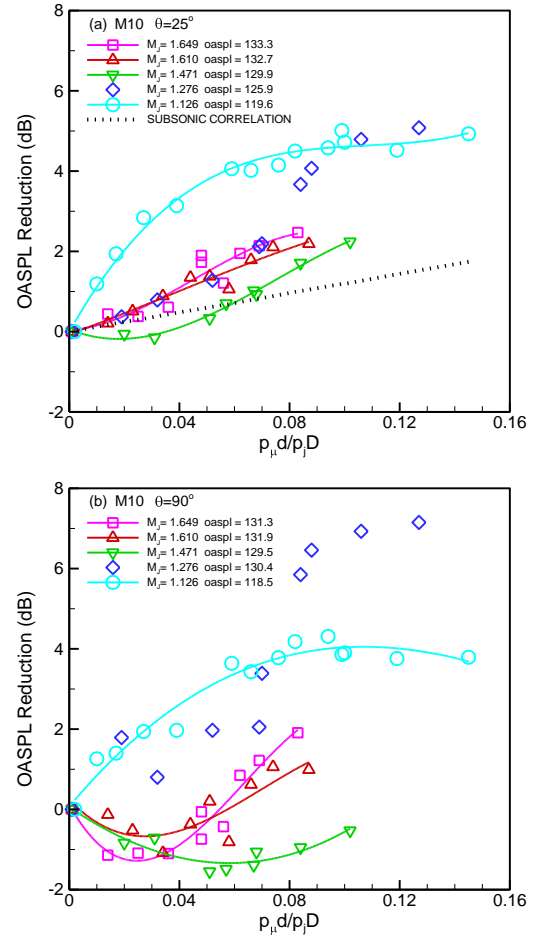 (a) M10 θ=25°
M_J = 1.649 oaspl = 133.3
M_J = 1.610 oaspl = 132.7
M_J = 1.471 oaspl = 129.9
M_J = 1.276 oaspl = 125.9
M_J = 1.126 oaspl = 119.6
SUBSONIC CORRELATION
OASPL Reduction (dB)
8
6
4
2
0
-2
0 0.04 0.08 0.12 0.16
p_μd/p_jD
(b) M10 θ=90°
M_J = 1.649 oaspl = 131.3
M_J = 1.610 oaspl = 131.9
M_J = 1.471 oaspl = 129.5
M_J = 1.276 oaspl = 130.4
M_J = 1.126 oaspl = 118.5
OASPL Reduction (dB)
8
6
4
2
0
-2
0 0.04 0.08 0.12 0.16
p_μd/p_jD